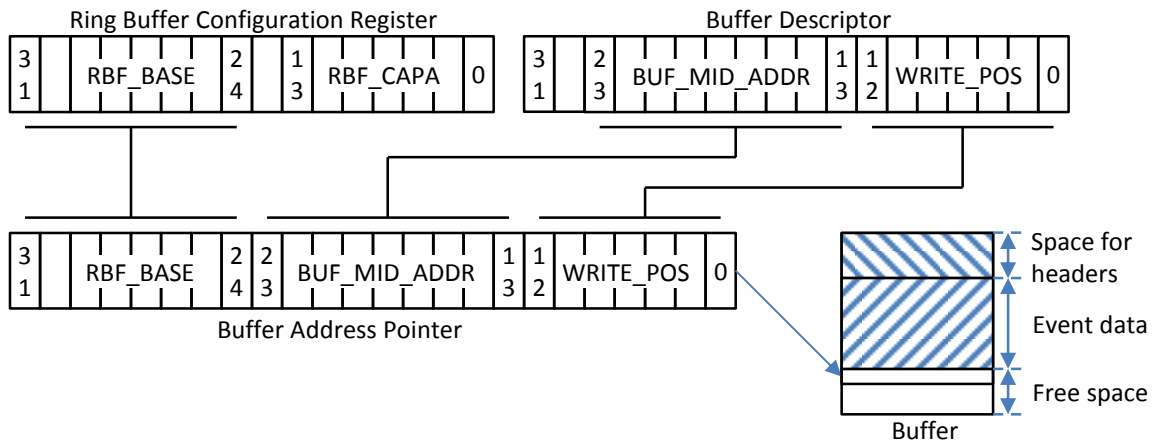 Ring Buffer Configuration Register
31 RBF_BASE 24 13 RBF_CAPA 0
Buffer Descriptor
31 23 BUF_MID_ADDR 13 12 WRITE_POS 0
31 RBF_BASE 24 23 BUF_MID_ADDR 13 12 WRITE_POS 0
Buffer Address Pointer
Space for
headers
Event data
Free space
Buffer